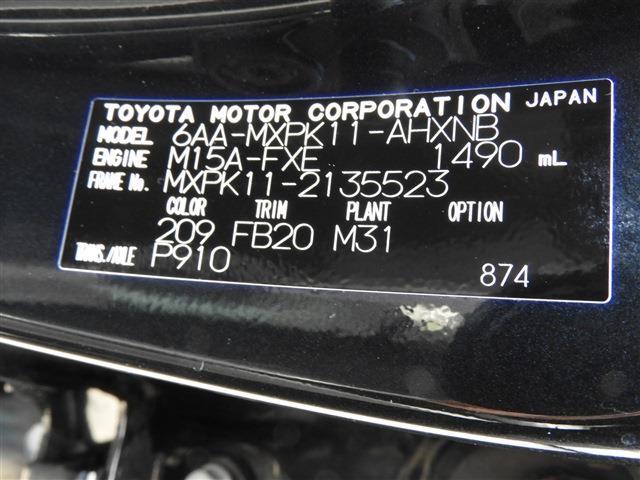 TOYOTA MOTOR CORPORATION JAPAN
MODEL 6AA-MXPK11-AHXNB
ENGINE M15A-FXE 1490 mL
FRAME No. MXPK11-2135523
COLOR TRIM PLANT OPTION
209 FB20 M31
TRANS./AXLE P910 874